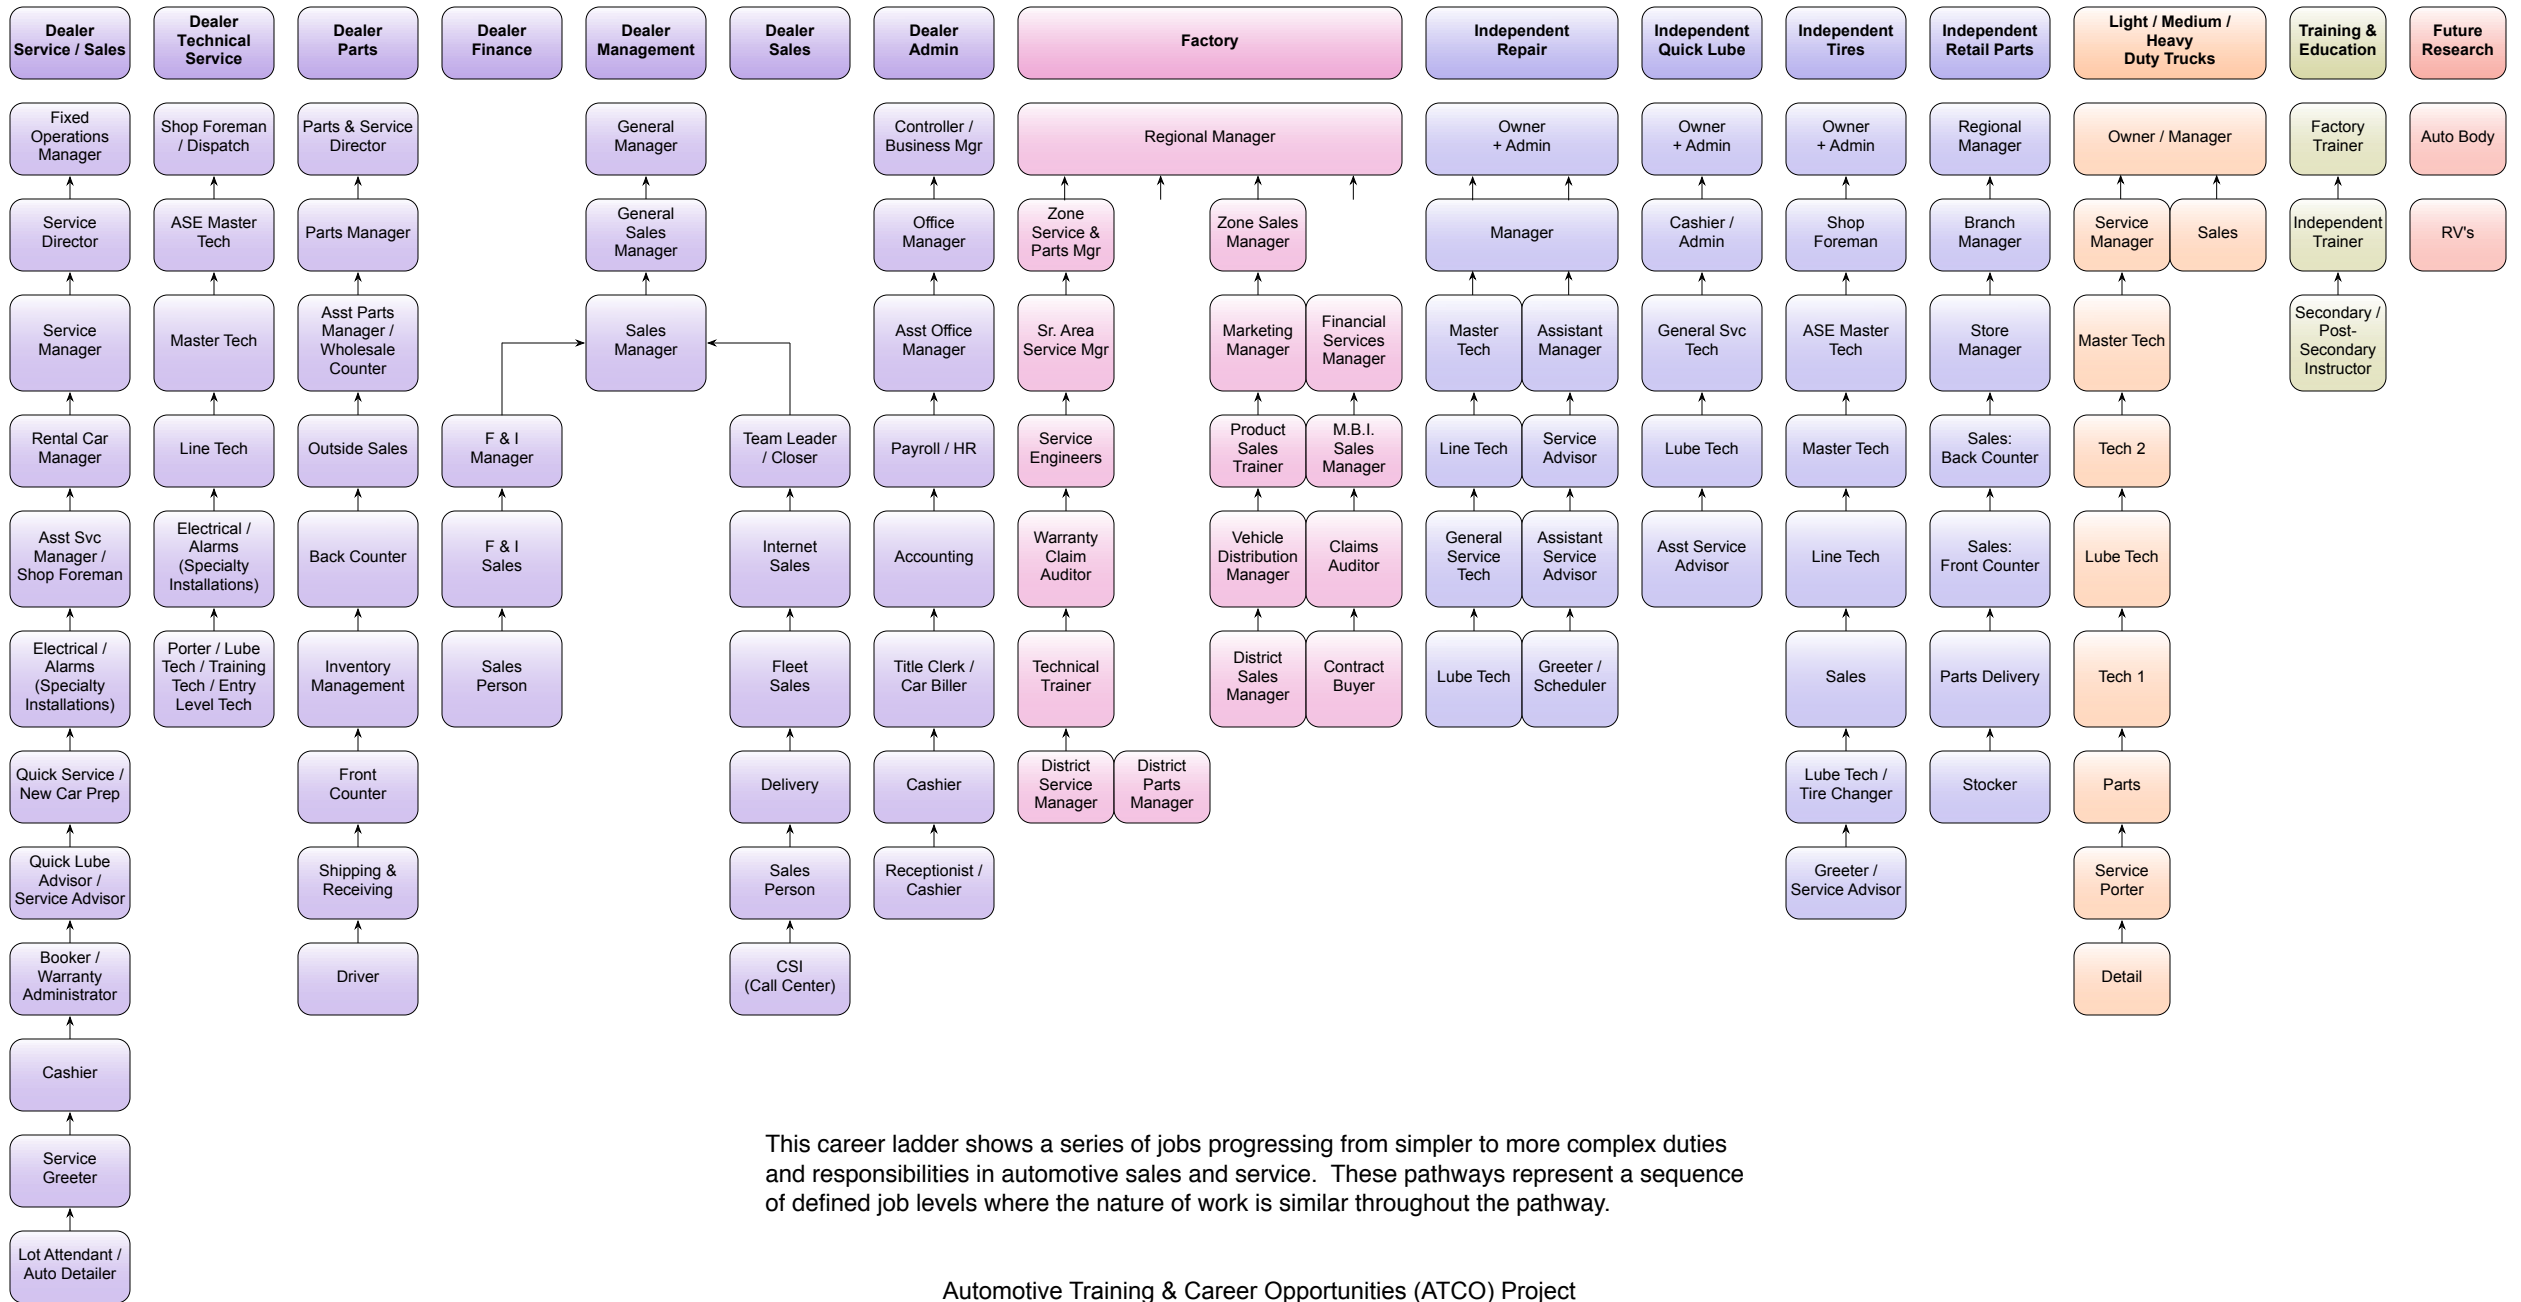 Dealer
Service / Sales
Dealer
Technical
Service
Dealer
Parts
Dealer
Finance
Dealer
Management
Dealer
Sales
Dealer
Admin
Factory
Independent
Repair
Independent
Quick Lube
Independent
Tires
Independent
Retail Parts
Light / Medium /
Heavy
Duty Trucks
Training &
Education
Future
Research
Fixed
Operations
Manager
Service
Director
Service
Manager
Rental Car
Manager
Asst Svc
Manager /
Shop Foreman
Electrical /
Alarms
(Specialty
Installations)
Quick Service /
New Car Prep
Quick Lube
Advisor /
Service Advisor
Booker /
Warranty
Administrator
Cashier
Service
Greeter
Lot Attendant /
Auto Detailer
Shop Foreman
/ Dispatch
ASE Master
Tech
Master Tech
Line Tech
Electrical /
Alarms
(Specialty
Installations)
Porter / Lube
Tech / Training
Tech / Entry
Level Tech
Parts & Service
Director
Parts Manager
Asst Parts
Manager /
Wholesale
Counter
Outside Sales
Back Counter
Inventory
Management
Front
Counter
Shipping &
Receiving
Driver
F & I
Manager
F & I
Sales
Sales
Person
General
Manager
General
Sales
Manager
Sales
Manager
Team Leader
/ Closer
Internet
Sales
Fleet
Sales
Delivery
Sales
Person
CSI
(Call Center)
Controller /
Business Mgr
Office
Manager
Asst Office
Manager
Payroll / HR
Accounting
Title Clerk /
Car Biller
Cashier
Receptionist /
Cashier
Regional Manager
Zone
Service &
Parts Mgr
Sr. Area
Service Mgr
Service
Engineers
Warranty
Claim
Auditor
Technical
Trainer
District
Service
Manager
District
Parts
Manager
Zone Sales
Manager
Marketing
Manager
Product
Sales
Trainer
Vehicle
Distribution
Manager
District
Sales
Manager
Financial
Services
Manager
M.B.I.
Sales
Manager
Claims
Auditor
Contract
Buyer
Owner
+ Admin
Manager
Master
Tech
Line Tech
General
Service
Tech
Lube Tech
Assistant
Manager
Service
Advisor
Assistant
Service
Advisor
Greeter /
Scheduler
Owner
+ Admin
Cashier /
Admin
General Svc
Tech
Lube Tech
Asst Service
Advisor
Owner
+ Admin
Shop
Foreman
ASE Master
Tech
Master Tech
Line Tech
Sales
Lube Tech /
Tire Changer
Greeter /
Service Advisor
Regional
Manager
Branch
Manager
Store
Manager
Sales:
Back Counter
Sales:
Front Counter
Parts Delivery
Stocker
Owner / Manager
Service
Manager
Sales
Master Tech
Tech 2
Lube Tech
Tech 1
Parts
Service
Porter
Detail
Factory
Trainer
Independent
Trainer
Secondary /
Post-
Secondary
Instructor
Auto Body
RV's
This career ladder shows a series of jobs progressing from simpler to more complex duties
and responsibilities in automotive sales and service.  These pathways represent a sequence
of defined job levels where the nature of work is similar throughout the pathway.
Automotive Training & Career Opportunities (ATCO) Project